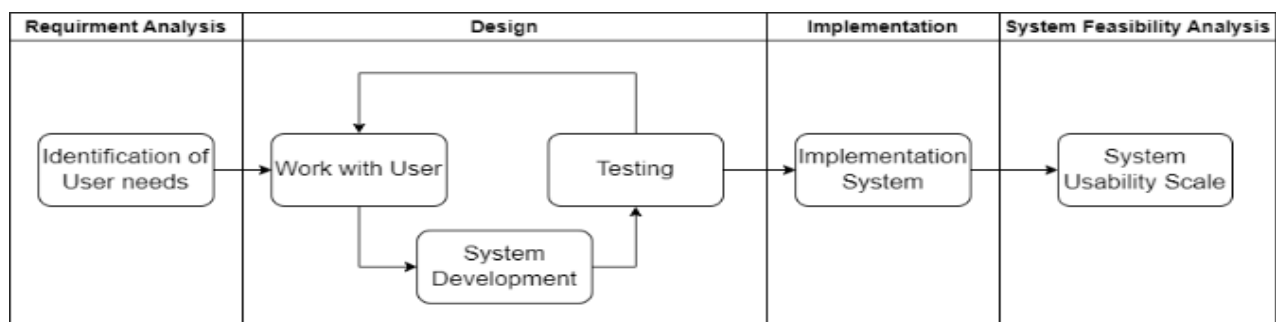 Requirment Analysis
Design
Implementation
System Feasibility Analysis
Identification of
User needs
Work with User
System
Development
Testing
Implementation
System
System
Usability Scale